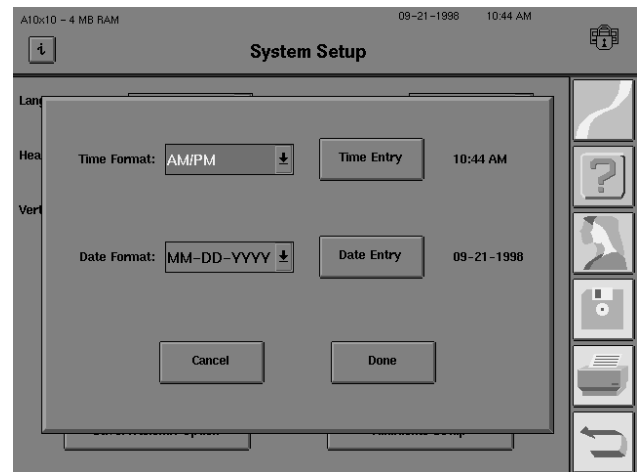 A10x10 - 4 MB RAM 09-21-1998 10:44 AM
i System Setup
Time Format: AM/PM Time Entry 10:44 AM
Date Format: MM-DD-YYYY Date Entry 09-21-1998
Cancel Done